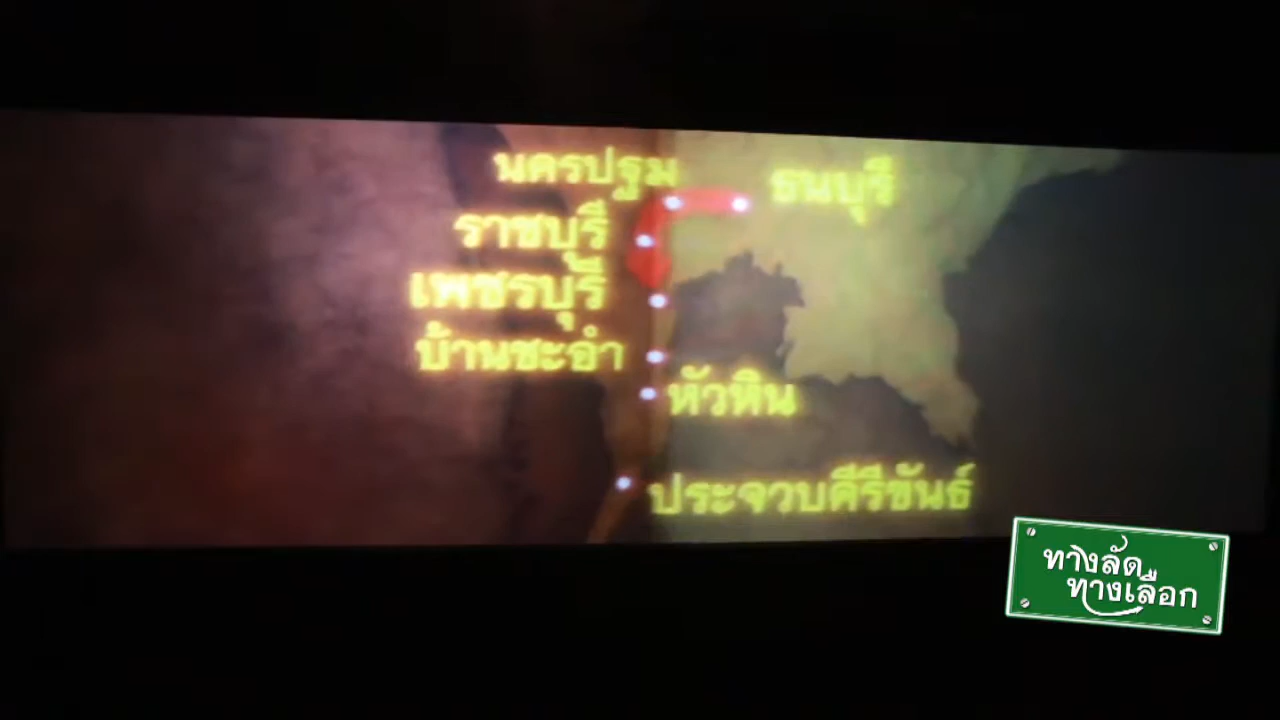 นครปฐม
ธนบุรี
ราชบุรี
เพชรบุรี
บ้านชะอำ
หัวหิน
ประจวบคีรีขันธ์
ทางลัด
ทางเลือก